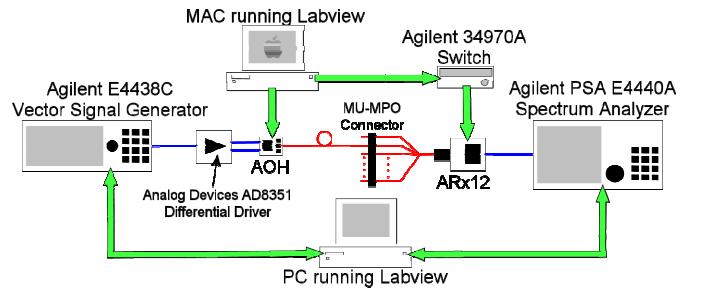 MAC running Labview
Agilent 34970A
Switch
Agilent E4438C
Vector Signal Generator
MU-MPO
Connector
Agilent PSA E4440A
Spectrum Analyzer
AOH
ARx12
Analog Devices AD8351
Differential Driver
PC running Labview